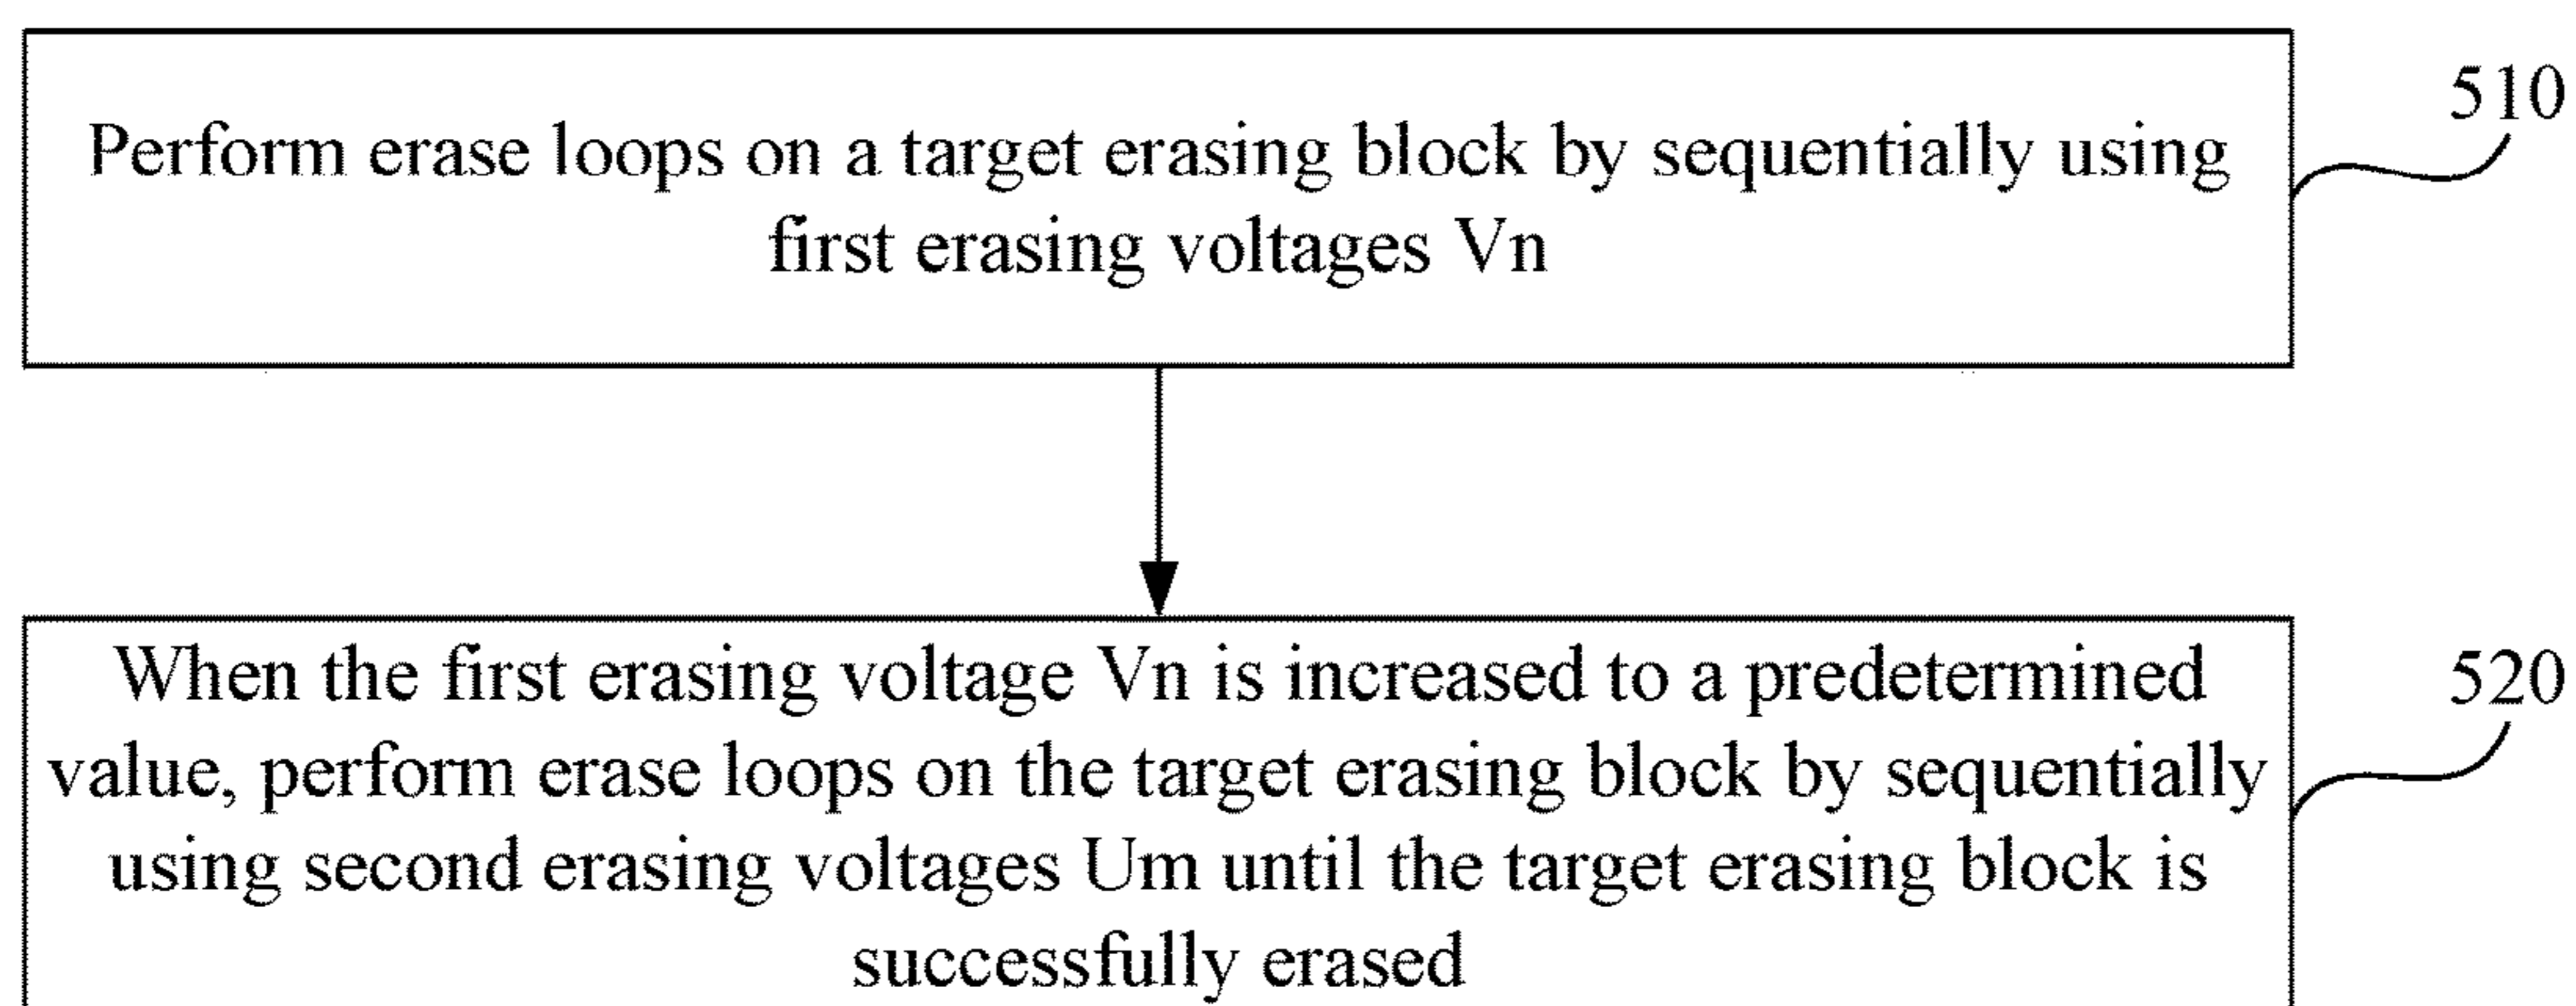 Perform erase loops on a target erasing block by sequentially using
first erasing voltages Vn
510
When the first erasing voltage Vn is increased to a predetermined
value, perform erase loops on the target erasing block by sequentially
using second erasing voltages Um until the target erasing block is
successfully erased
520